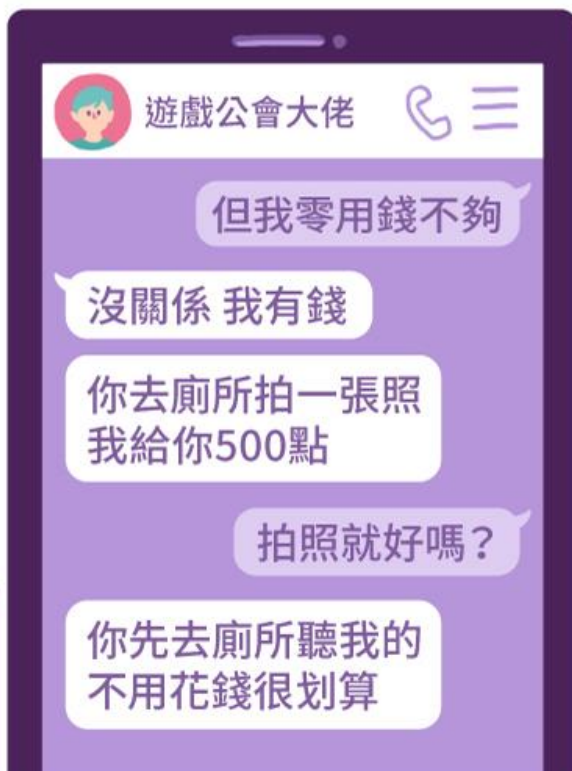 遊戲公會大佬
但我零用錢不夠
沒關係 我有錢
你去廁所拍一張照
我給你500點
拍照就好嗎？
你先去廁所聽我的
不用花錢很划算